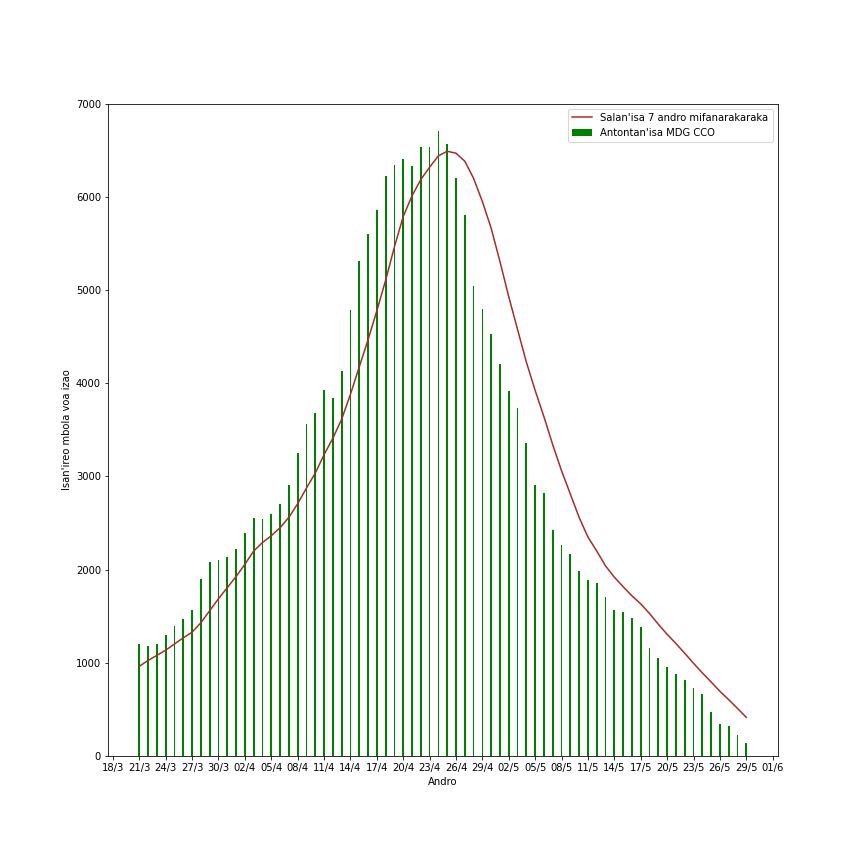 Salan'isa 7 andro mifanarakaraka
Antontan'isa MDG CCO
7000
6000
5000
4000
3000
2000
1000
0
Isan'ireo mbola voa izao
18/3 21/3 24/3 27/3 30/3 02/4 05/4 08/4 11/4 14/4 17/4 20/4 23/4 26/4 29/4 02/5 05/5 08/5 11/5 14/5 17/5 20/5 23/5 26/5 29/5 01/6
Andro